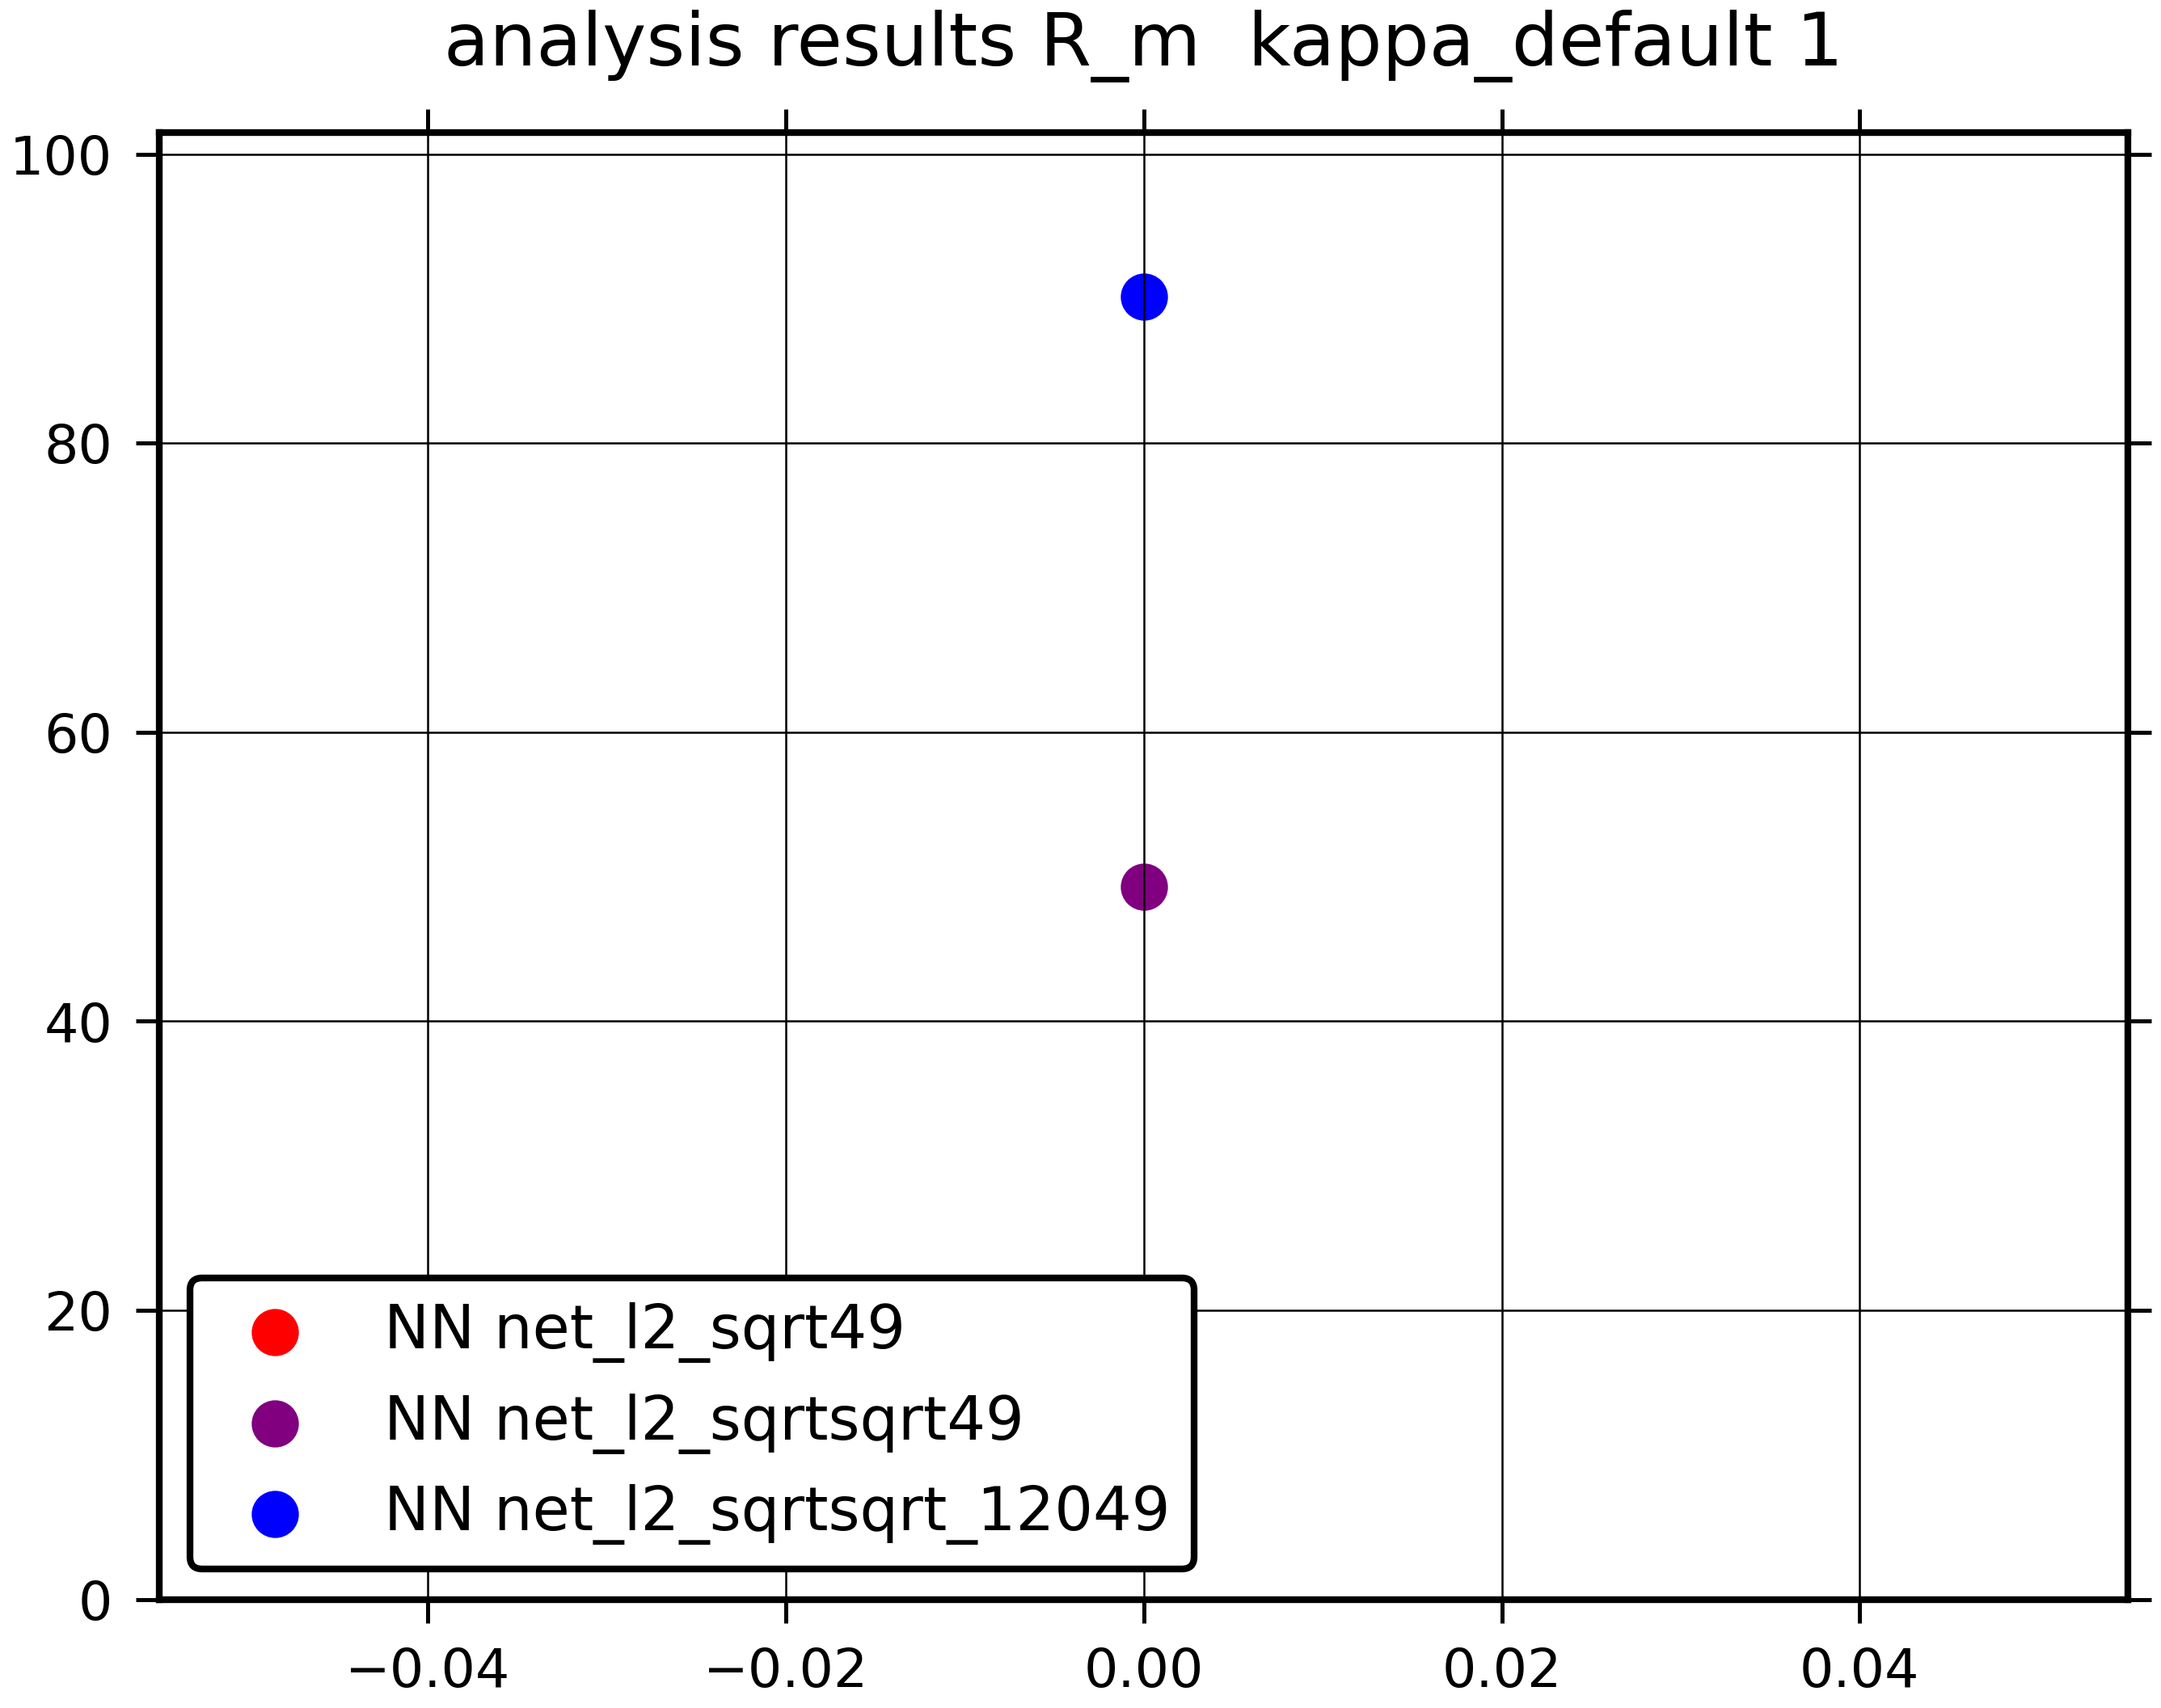 analysis results R_m  kappa_default 1
100
80
60
40
20
0
NN net_l2_sqrt49
NN net_l2_sqrtsqrt49
NN net_l2_sqrtsqrt_12049
−0.04 −0.02 0.00 0.02 0.04